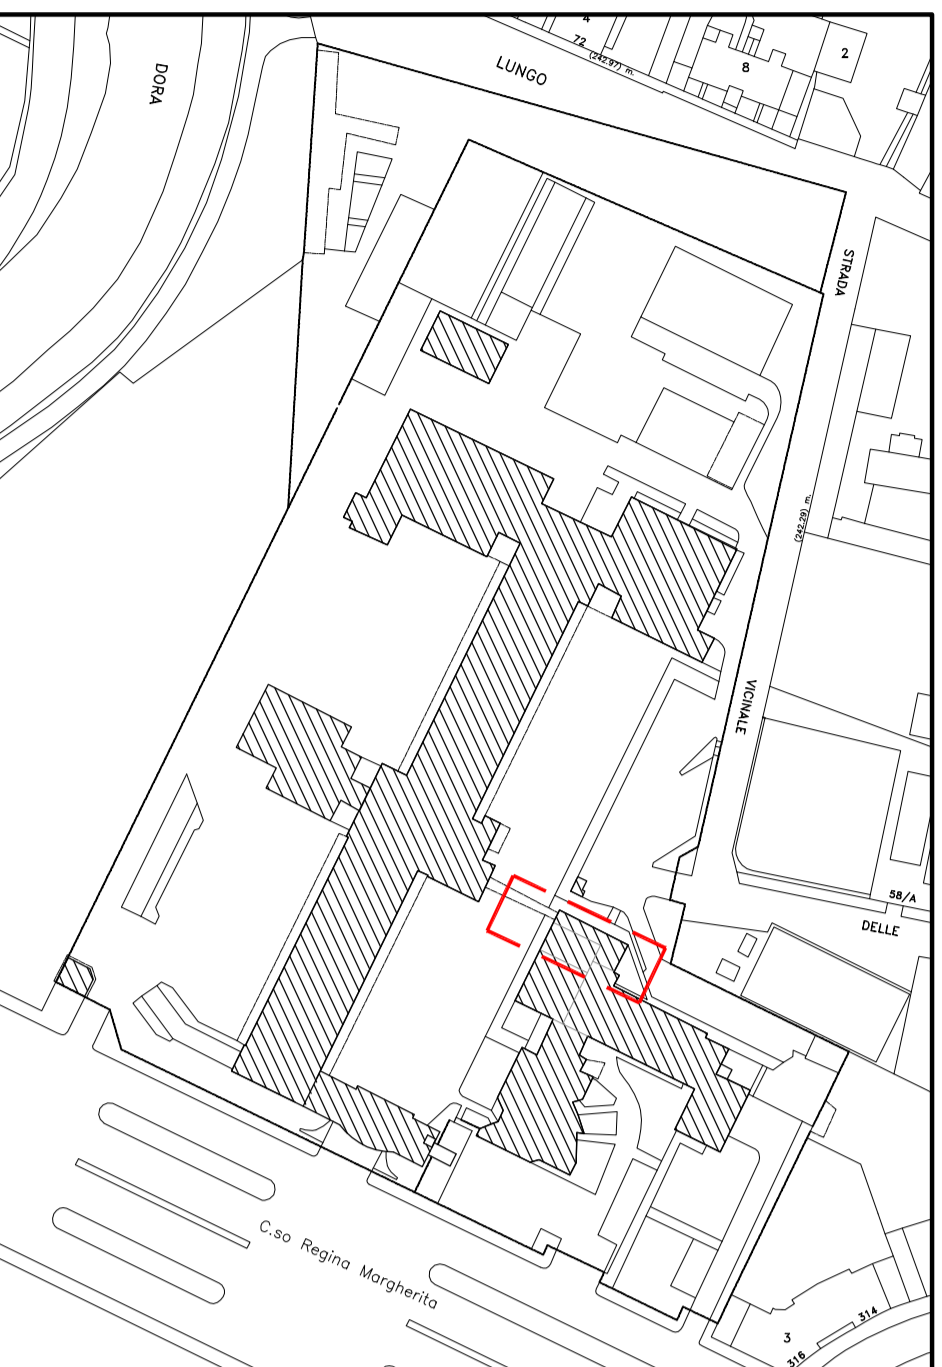 4
72
(242.97) m.
8
2
LUNGO
DORA
STRADA
(242.29) m.
VICINALE
58/A
DELLE
C.so Regina Margherita
3
314
316